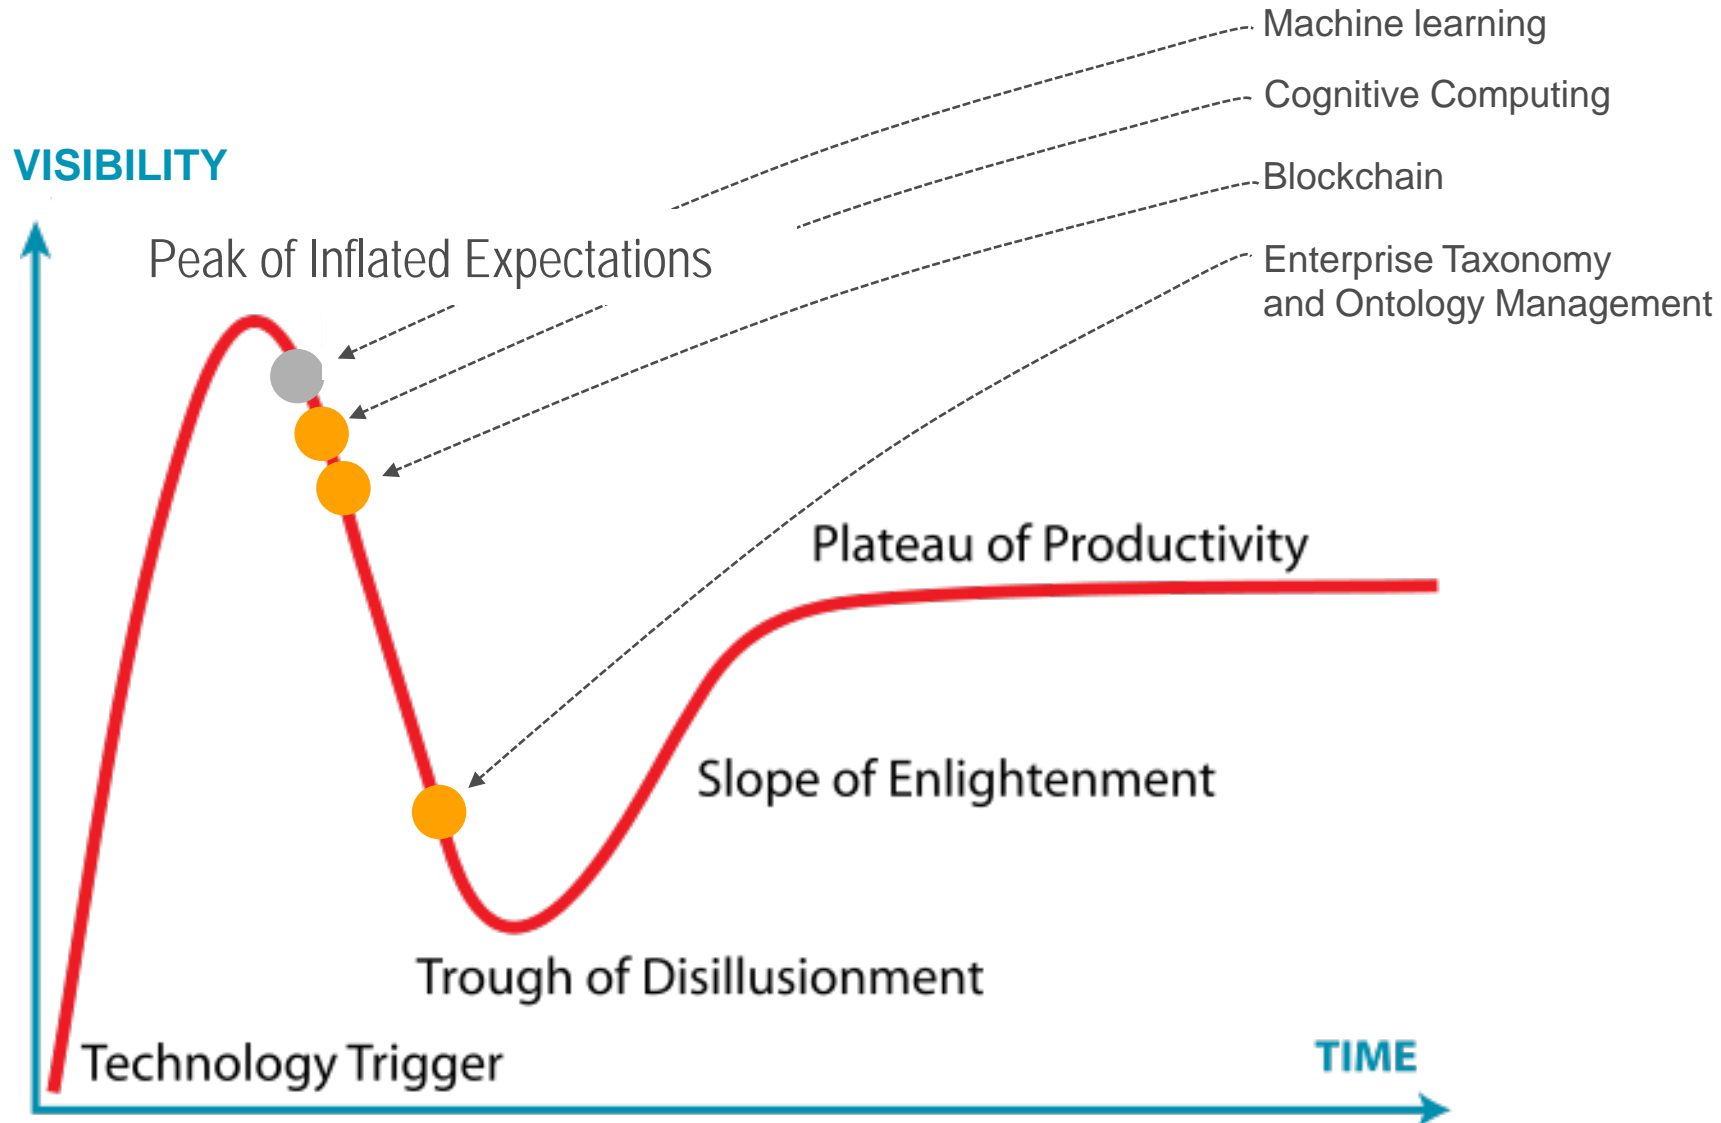 Machine learning
Cognitive Computing
VISIBILITY
Blockchain
Peak of Inflated Expectations
Enterprise Taxonomy
and Ontology Management
Plateau of Productivity
Slope of Enlightenment
Trough of Disillusionment
Technology Trigger
TIME